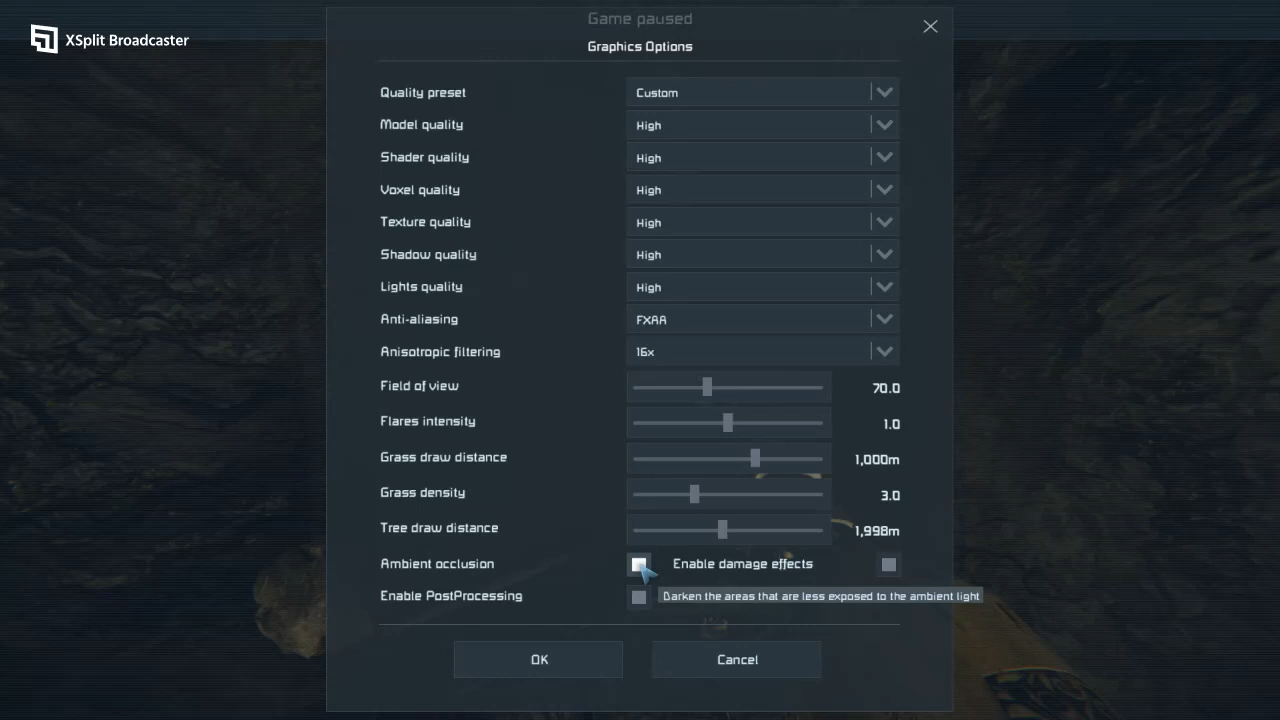 XSplit Broadcaster
Game paused
Graphics Options
Quality preset Custom
Model quality High
Shader quality High
Voxel quality High
Texture quality High
Shadow quality High
Lights quality High
Anti-aliasing FXAA
Anisotropic filtering 16x
Field of view 70.0
Flares intensity 1.0
Grass draw distance 1,000m
Grass density 3.0
Tree draw distance 1,998m
Ambient occlusion Enable damage effects
Enable PostProcessing Darken the areas that are less exposed to the ambient light
OK Cancel